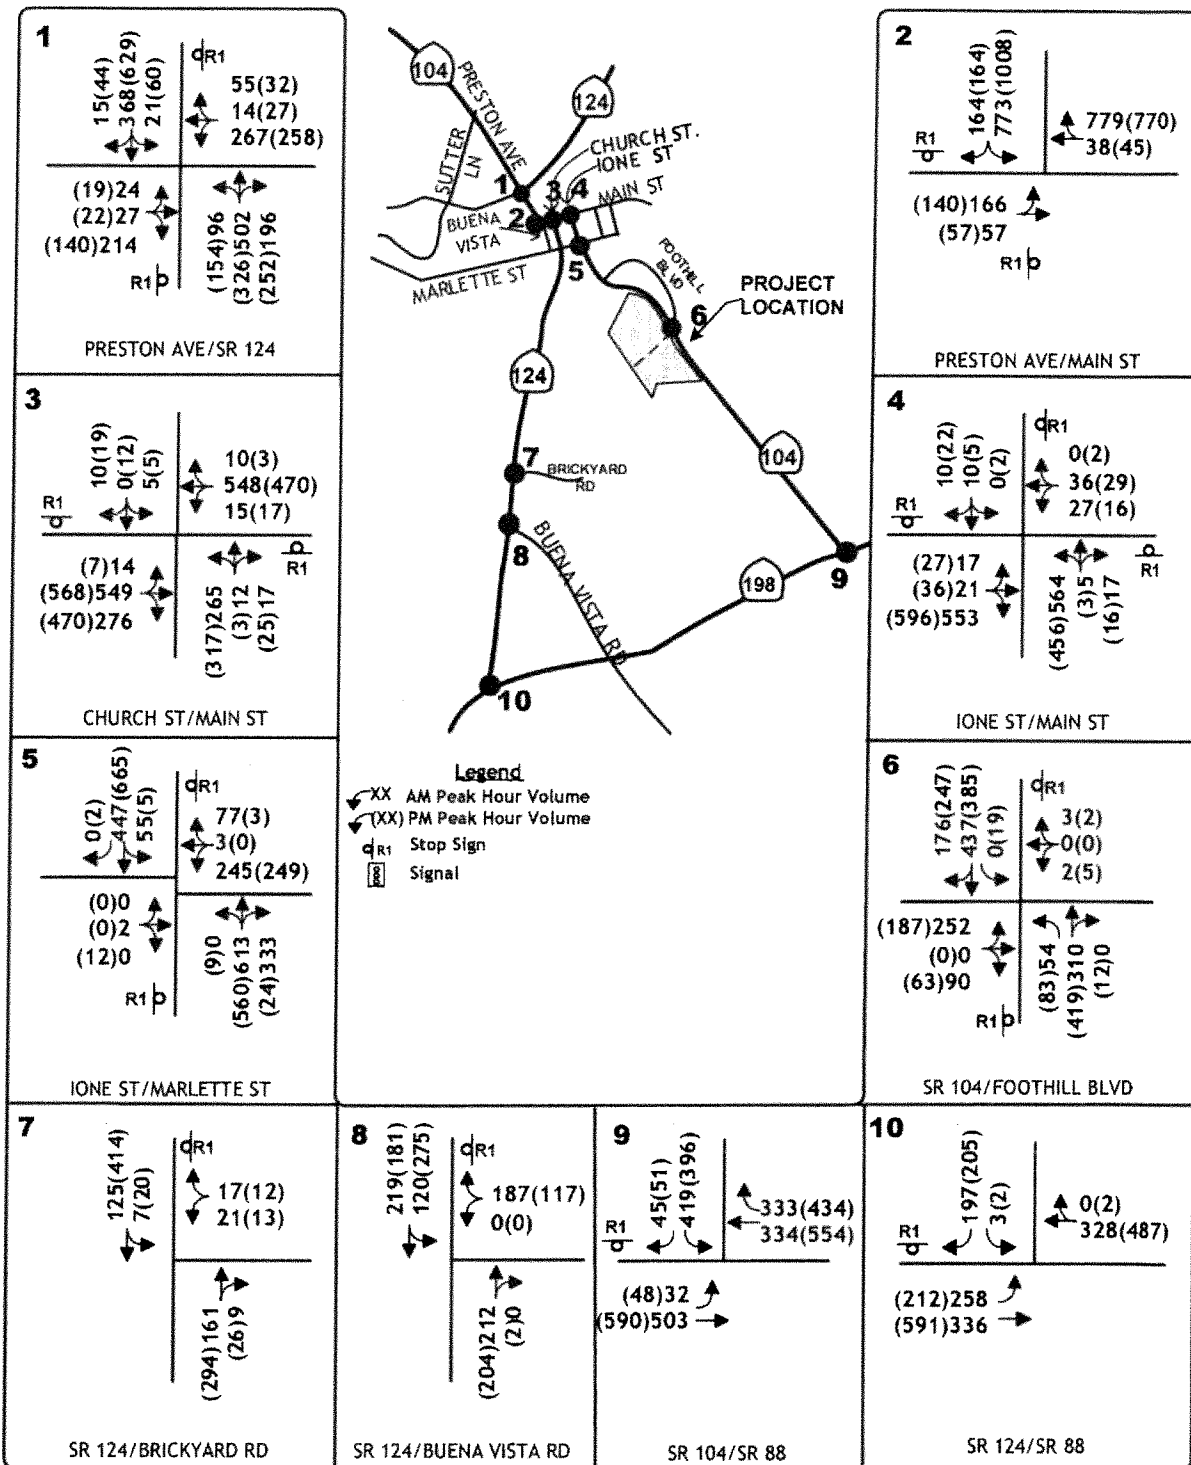 1
15(44)
368(629)
21(60)
R1
55(32)
14(27)
267(258)
(19)24
(22)27
(140)214
R1
(154)96
(326)502
(252)196
PRESTON AVE/SR 124
104
PRESTON AVE
124
SUTTER LN
CHURCH ST.
IONE ST
MAIN ST
1
2
3
4
5
BUENA VISTA
MARLETTE ST
FOOTHILL BLVD
6
PROJECT LOCATION
124
7
BRICKYARD RD
104
8
BUENA VISTA RD
198
9
10
2
164(164)
773(1008)
R1
779(770)
38(45)
(140)166
(57)57
R1
PRESTON AVE/MAIN ST
3
10(19)
0(12)
5(5)
R1
10(3)
548(470)
15(17)
(7)14
(568)549
(470)276
(317)265
(3)12
(25)17
R1
CHURCH ST/MAIN ST
4
10(22)
10(5)
0(2)
R1
R1
0(2)
36(29)
27(16)
(27)17
(36)21
(596)553
(456)564
(3)5
(16)17
R1
IONE ST/MAIN ST
5
0(2)
447(665)
55(5)
R1
77(3)
3(0)
245(249)
(0)0
(0)2
(12)0
R1
(9)0
(560)613
(24)333
IONE ST/MARLETTE ST
Legend
XX AM Peak Hour Volume
(XX) PM Peak Hour Volume
R1 Stop Sign
Signal
6
176(247)
437(385)
0(19)
R1
3(2)
0(0)
2(5)
(187)252
(0)0
(63)90
R1
(83)54
(419)310
(12)0
SR 104/FOOTHILL BLVD
7
125(414)
7(20)
R1
17(12)
21(13)
(294)161
(26)9
SR 124/BRICKYARD RD
8
219(181)
120(275)
R1
187(117)
0(0)
(204)212
(2)0
SR 124/BUENA VISTA RD
9
45(51)
419(396)
R1
333(434)
334(554)
(48)32
(590)503
SR 104/SR 88
10
197(205)
3(2)
R1
0(2)
328(487)
(212)258
(591)336
SR 124/SR 88